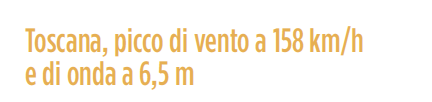 Toscana, picco di vento a 158 km/h
e di onda a 6,5 m